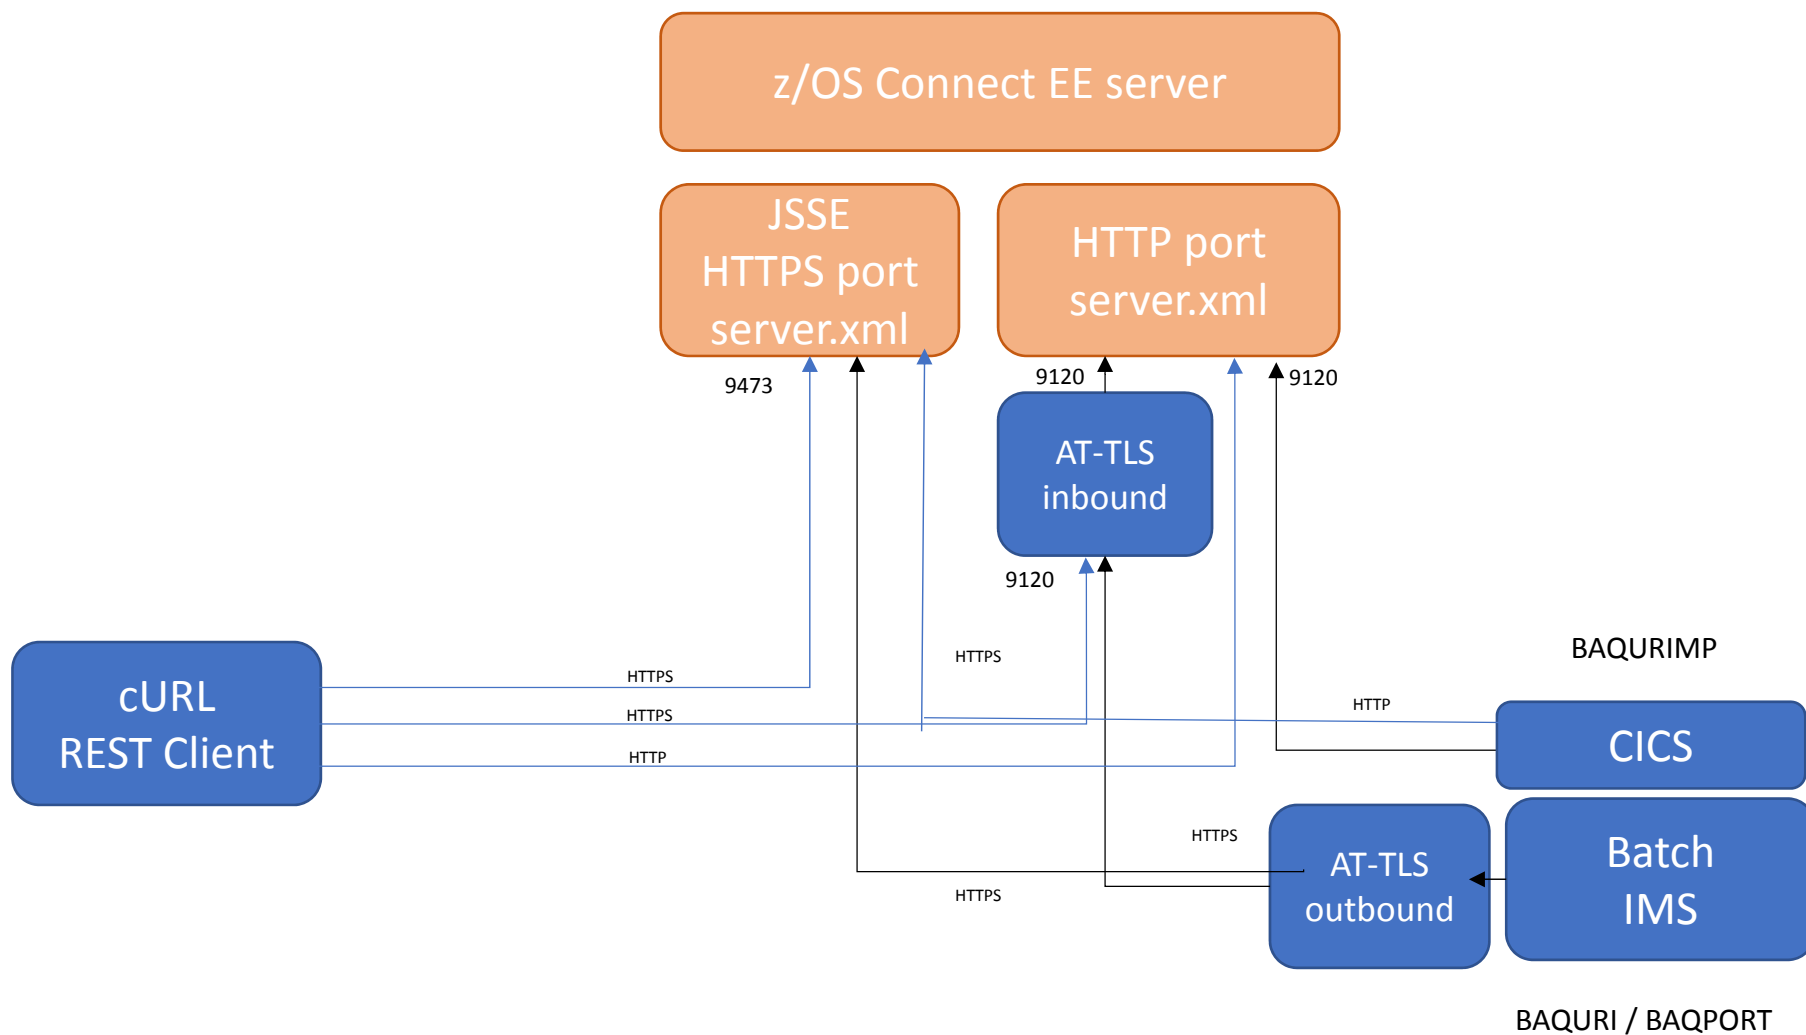 z/OS Connect EE server
JSSE
HTTPS port
server.xml
HTTP port
server.xml
9473
9120
9120
AT-TLS
inbound
9120
BAQURIMP
HTTPS
HTTPS
HTTPS
HTTP
HTTP
cURL
REST Client
CICS
HTTPS
HTTPS
AT-TLS
outbound
Batch
IMS
BAQURI / BAQPORT